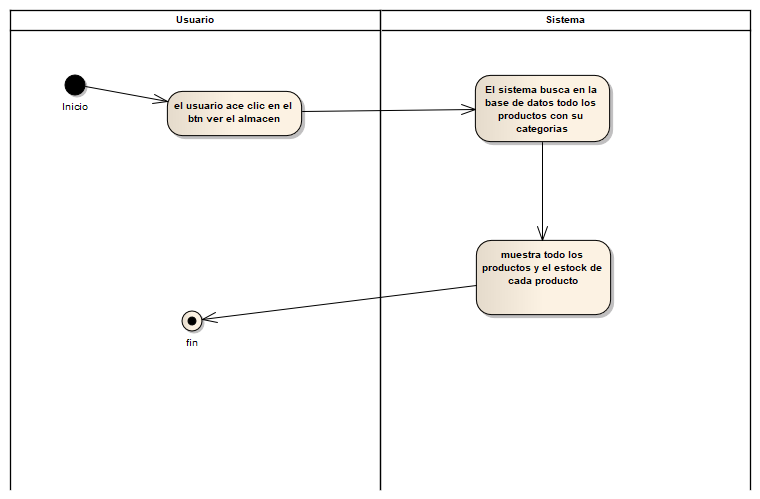 Usuario
Sistema
Inicio
el usuario ace clic en el
btn ver el almacen
El sistema busca en la
base de datos todo los
productos con su
categorias
muestra todo los
productos y el estock de
cada producto
fin